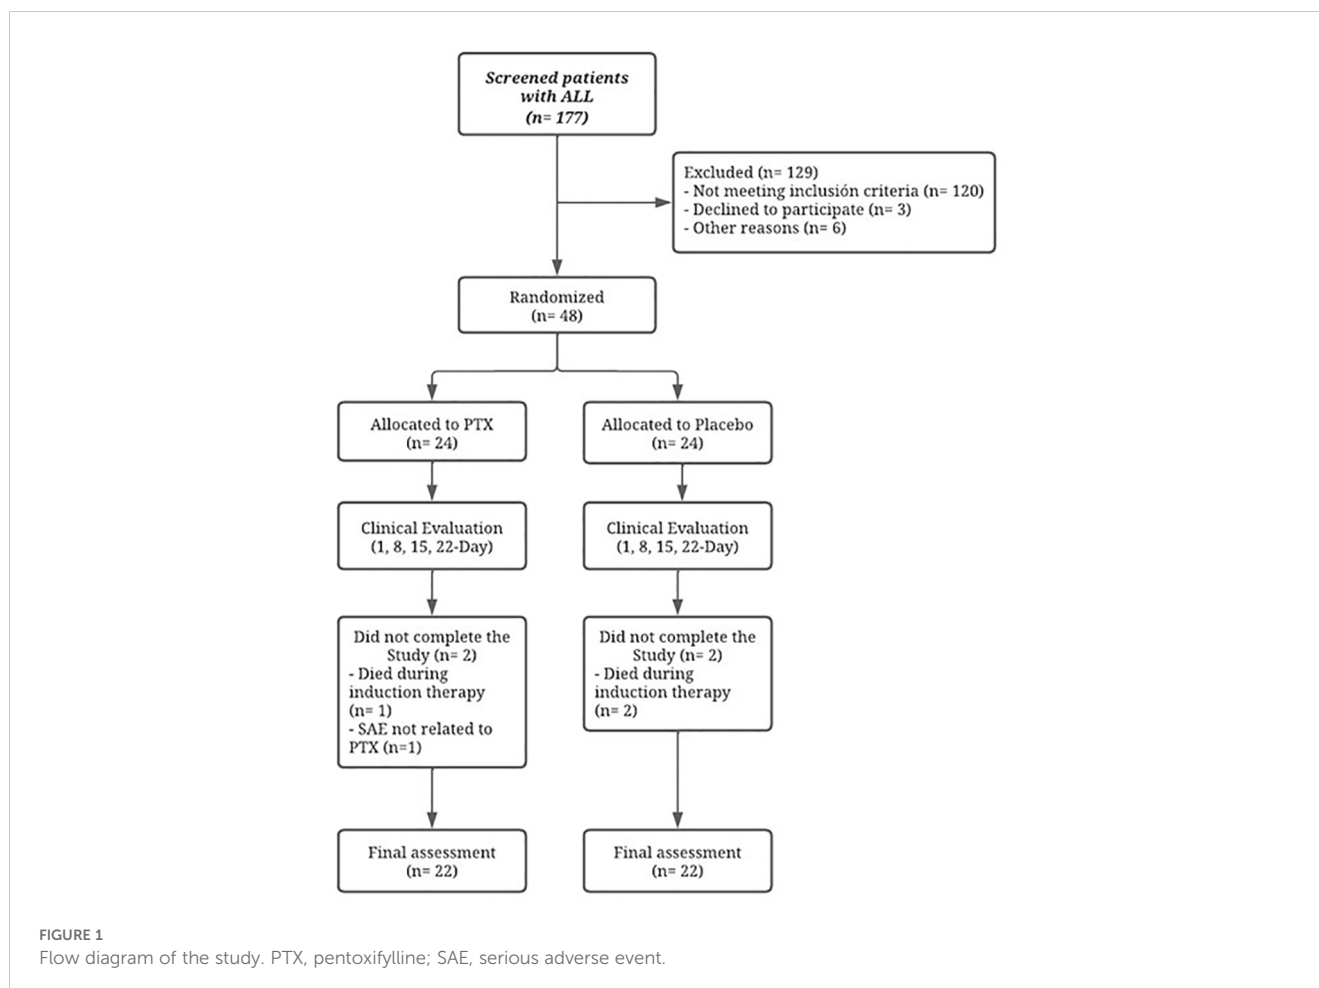 Screened patients
with ALL
(n= 177)
Excluded (n= 129)
- Not meeting inclusión criteria (n= 120)
- Declined to participate (n= 3)
- Other reasons (n= 6)
Randomized
(n= 48)
Allocated to PTX
(n= 24)
Allocated to Placebo
(n= 24)
Clinical Evaluation
(1, 8, 15, 22-Day)
Clinical Evaluation
(1, 8, 15, 22-Day)
Did not complete the
Study (n= 2)
- Died during
induction therapy
(n= 1)
- SAE not related to
PTX (n=1)
Did not complete the
Study (n= 2)
- Died during
induction therapy
(n= 2)
Final assessment
(n= 22)
Final assessment
(n= 22)
FIGURE 1
Flow diagram of the study. PTX, pentoxifylline; SAE, serious adverse event.